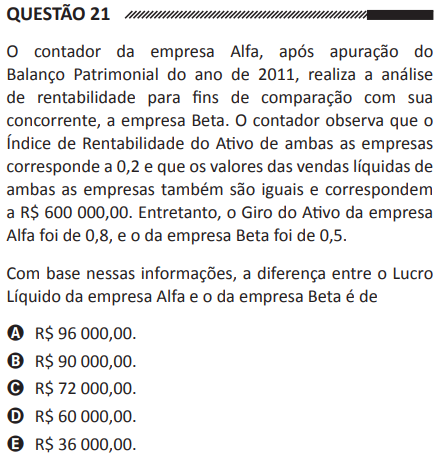 QUESTÃO 21
O contador da empresa Alfa, após apuração do
Balanço Patrimonial do ano de 2011, realiza a análise
de rentabilidade para fins de comparação com sua
concorrente, a empresa Beta. O contador observa que o
Índice de Rentabilidade do Ativo de ambas as empresas
corresponde a 0,2 e que os valores das vendas líquidas de
ambas as empresas também são iguais e correspondem
a R$ 600 000,00. Entretanto, o Giro do Ativo da empresa
Alfa foi de 0,8, e o da empresa Beta foi de 0,5.
Com base nessas informações, a diferença entre o Lucro
Líquido da empresa Alfa e o da empresa Beta é de
A R$ 96 000,00.
B R$ 90 000,00.
C R$ 72 000,00.
D R$ 60 000,00.
E R$ 36 000,00.